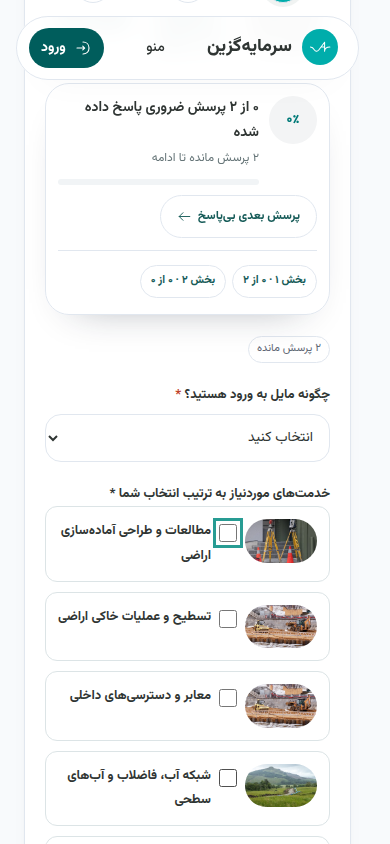 سرمایه‌گزین
منو
ورود
۰٪
۰ از ۲ پرسش ضروری پاسخ داده
شده
۲ پرسش مانده تا ادامه
پرسش بعدی بی‌پاسخ
بخش ۱ · ۰ از ۲
بخش ۲ · ۰ از ۰
۲ پرسش مانده
چگونه مایل به ورود هستید؟ *
انتخاب کنید
خدمت‌های موردنیاز به ترتیب انتخاب شما *
مطالعات و طراحی آماده‌سازی
اراضی
تسطیح و عملیات خاکی اراضی
معابر و دسترسی‌های داخلی
شبکه آب، فاضلاب و آب‌های
سطحی